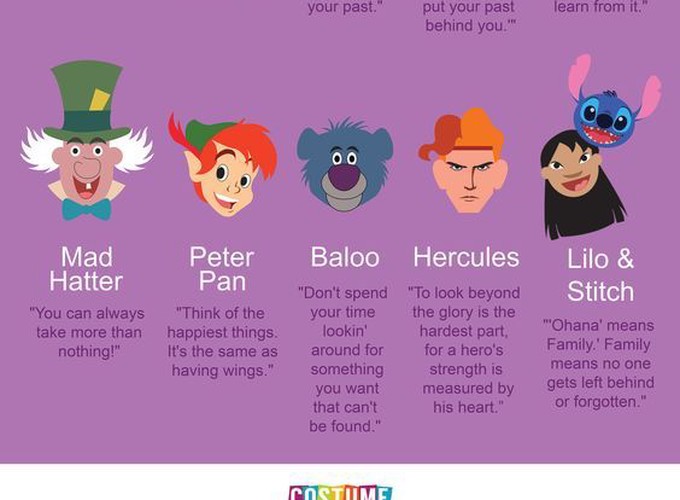 your past."
put your past
behind you.'"
learn from it."
Mad
Hatter
"You can always
take more than
nothing!"
Peter
Pan
"Think of the
happiest things.
It's the same as
having wings."
Baloo
"Don't spend
your time
lookin'
around for
something
you want
that can't
be found."
Hercules
"To look beyond
the glory is the
hardest part,
for a hero's
strength is
measured by
his heart."
Lilo &
Stitch
"'Ohana' means
Family.' Family
means no one
gets left behind
or forgotten."
COSTUME